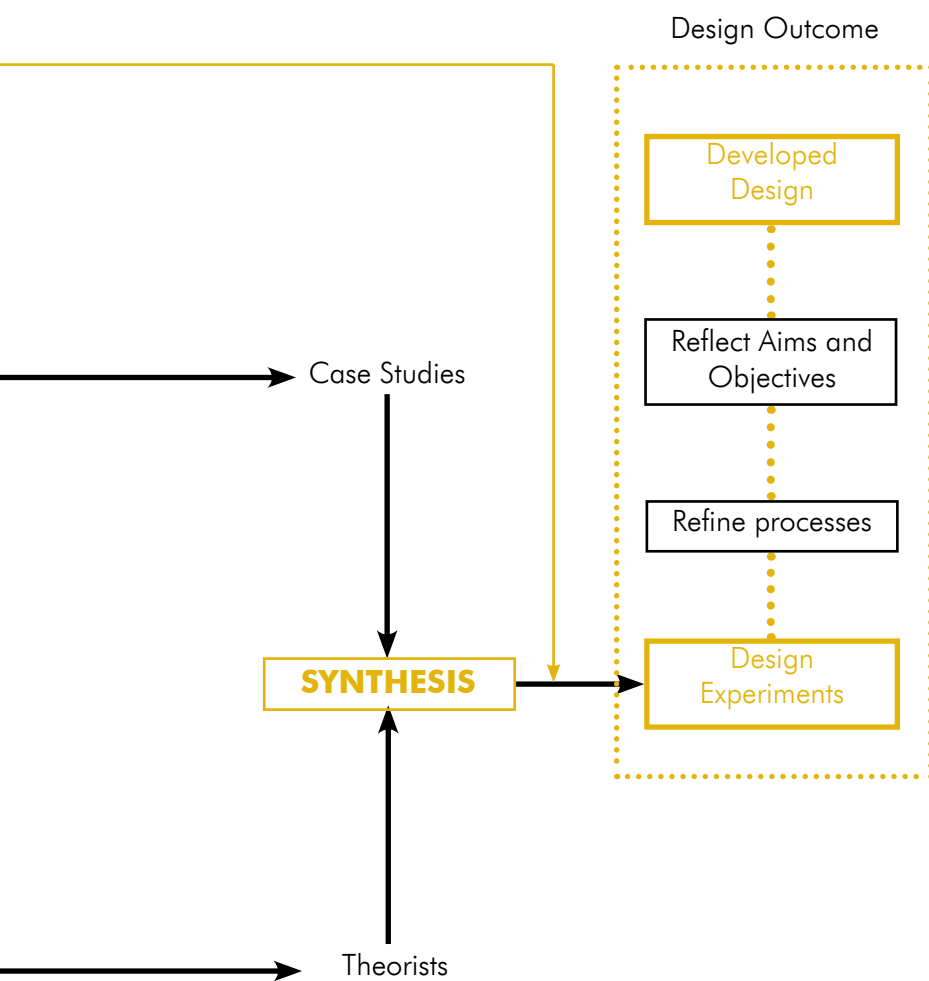 Design Outcome
Developed
Design
Reflect Aims and
Objectives
Case Studies
Refine processes
Design
Experiments
SYNTHESIS
Theorists